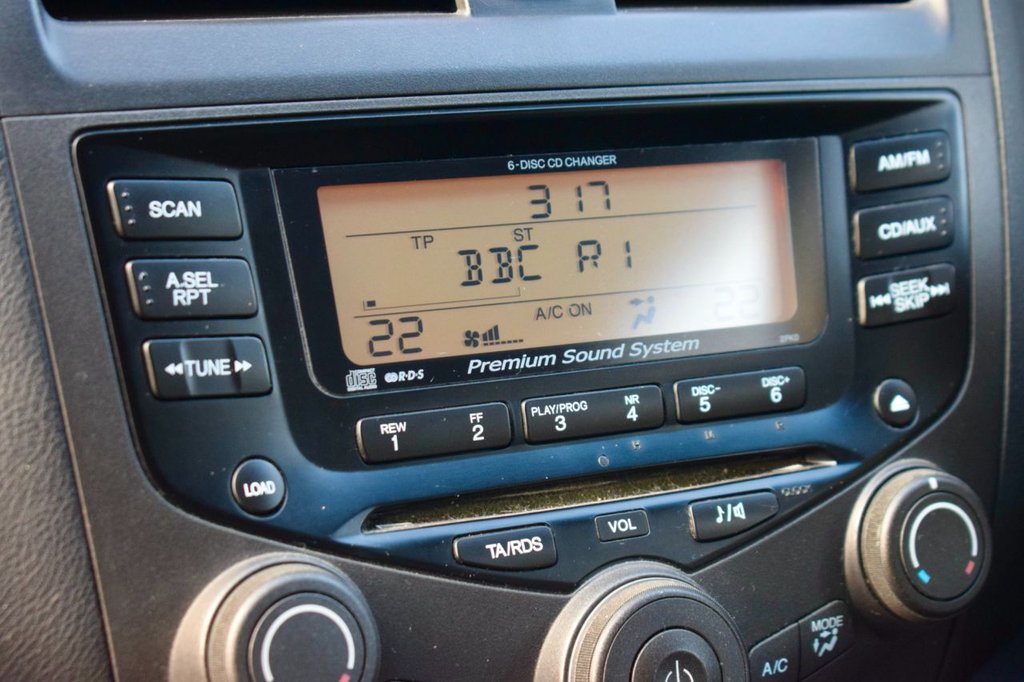 6-DISC CD CHANGER
AM/FM
SCAN
317
CD/AUX
TP ST
BBC R1
A.SEL
RPT
SEEK
SKIP
A/C ON
22
22
Premium Sound System
TUNE
disc
R·D·S
REW
1
FF
2
PLAY/PROG
3
NR
4
DISC-
5
DISC+
6
LOAD
TA/RDS
VOL
MODE
A/C